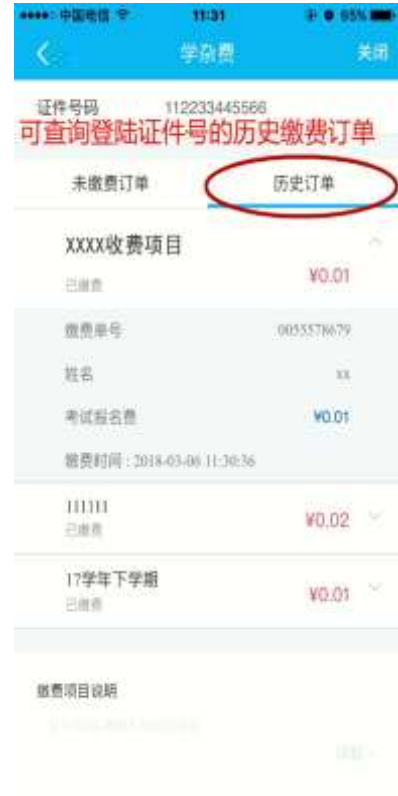 中国电信 11:31 95%
学杂费 关闭
证件号码 112233445566
可查询登陆证件号的历史缴费订单
未缴费订单 历史订单
XXXX收费项目
已缴费 ¥0.01
缴费单号 0055578679
姓名 xx
考试报名费 ¥0.01
缴费时间：2018-03-06 11:30:36
111111
已缴费 ¥0.02
17学年下学期
已缴费 ¥0.01
缴费项目说明